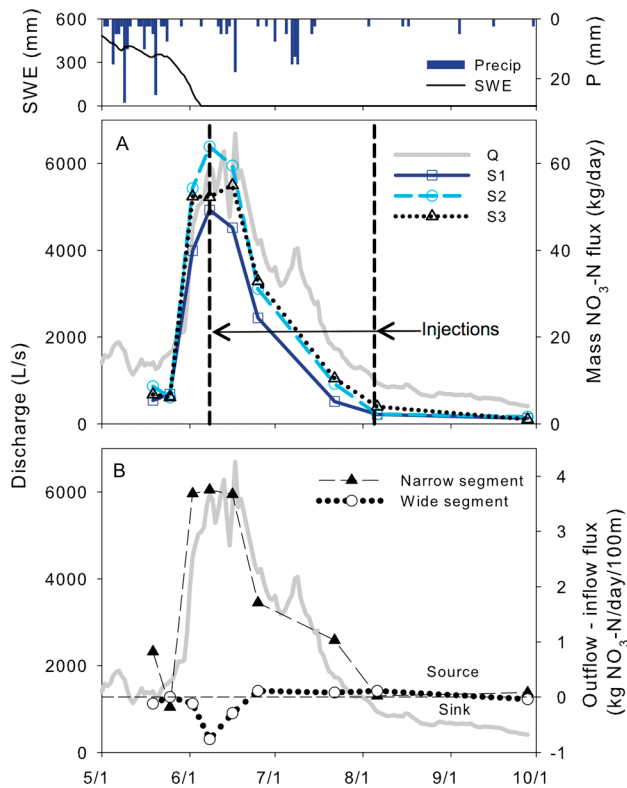 SWE (mm)
600
300
0
0
20
P (mm)
Precip
SWE
A
Discharge (L/s)
6000
4000
2000
0
60
40
20
0
Mass NO3-N flux (kg/day)
Q
S1
S2
S3
Injections
B
6000
4000
2000
0
4
3
2
1
0
-1
Outflow - inflow flux
(kg NO3-N/day/100m)
Narrow segment
Wide segment
Source
Sink
5/1 6/1 7/1 8/1 9/1 10/1